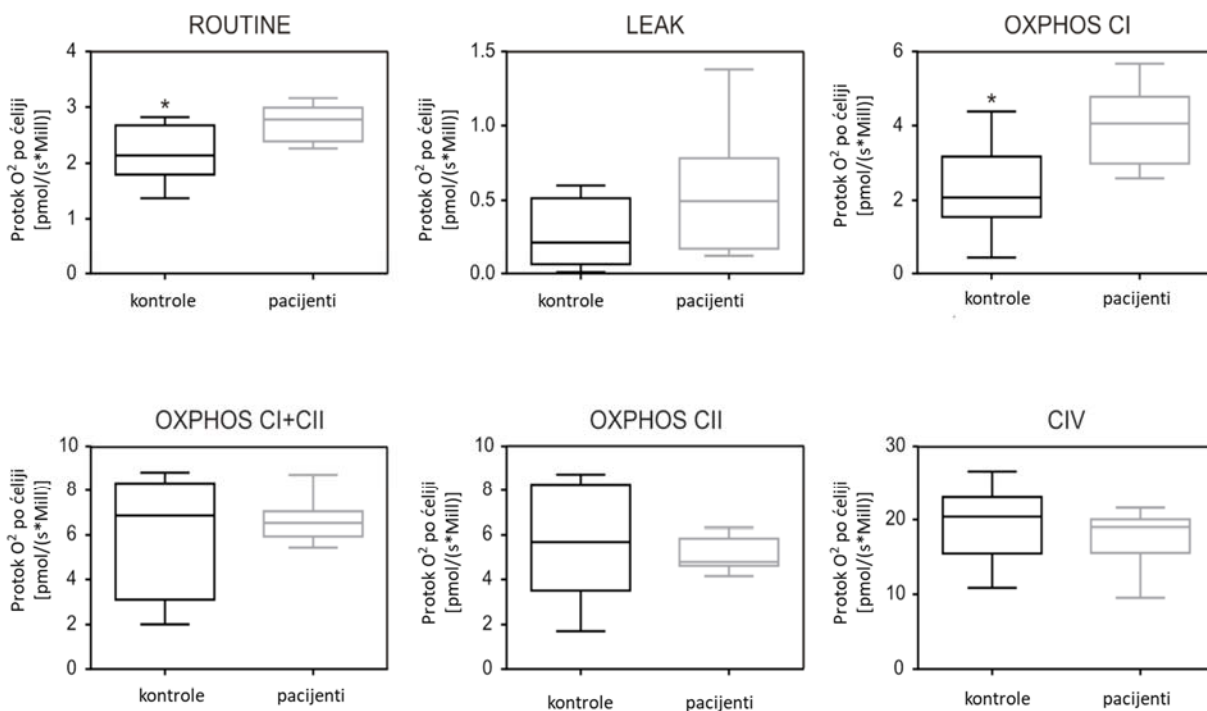 ROUTINE
Protok O² po ćeliji
[pmol/(s*Mill)]
4
3
2
1
0
*
kontrole
pacijenti
LEAK
Protok O² po ćeliji
[pmol/(s*Mill)]
1.5
1.0
0.5
0.0
kontrole
pacijenti
OXPHOS CI
Protok O² po ćeliji
[pmol/(s*Mill)]
6
4
2
0
*
kontrole
pacijenti
OXPHOS CI+CII
Protok O² po ćeliji
[pmol/(s*Mill)]
10
8
6
4
2
0
kontrole
pacijenti
OXPHOS CII
Protok O² po ćeliji
[pmol/(s*Mill)]
10
8
6
4
2
0
kontrole
pacijenti
CIV
Protok O² po ćeliji
[pmol/(s*Mill)]
30
20
10
0
kontrole
pacijenti